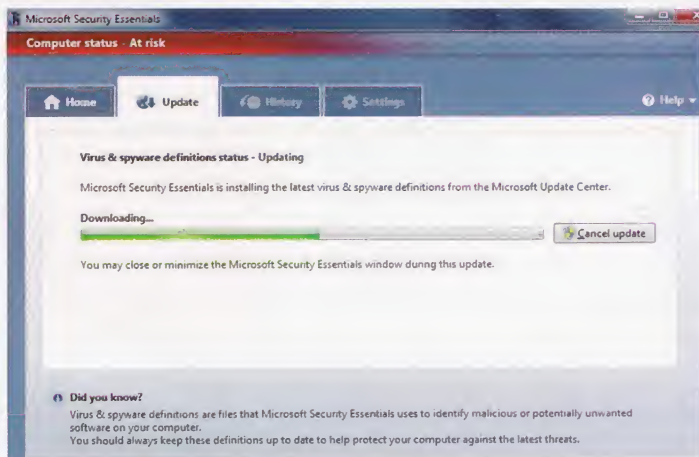 Microsoft Security Essentials
Computer status - At risk
Home
Update
History
Settings
Help
Virus & spyware definitions status - Updating
Microsoft Security Essentials is installing the latest virus & spyware definitions from the Microsoft Update Center.
Downloading...
Cancel update
You may close or minimize the Microsoft Security Essentials window during this update.
Did you know?
Virus & spyware definitions are files that Microsoft Security Essentials uses to identify malicious or potentially unwanted
software on your computer.
You should always keep these definitions up to date to help protect your computer against the latest threats.